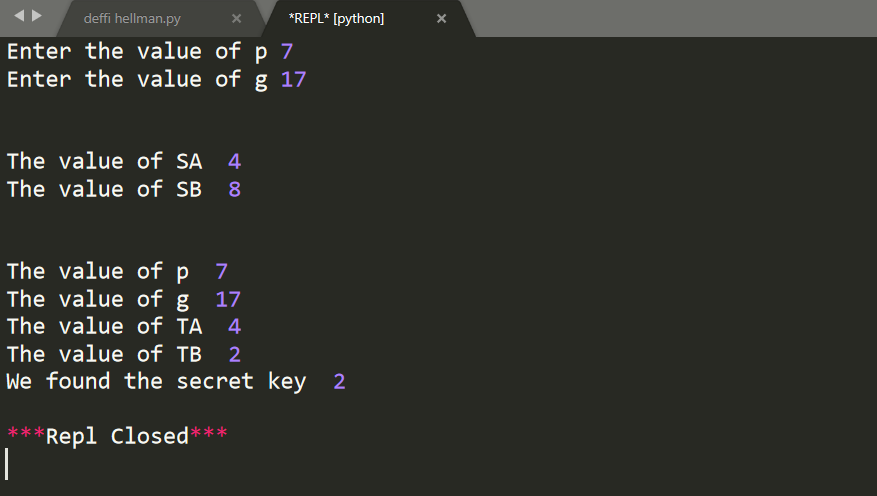 deffi hellman.py × *REPL* [python] ×
Enter the value of p 7
Enter the value of g 17
The value of SA  4
The value of SB  8
The value of p  7
The value of g  17
The value of TA  4
The value of TB  2
We found the secret key  2
***Repl Closed***